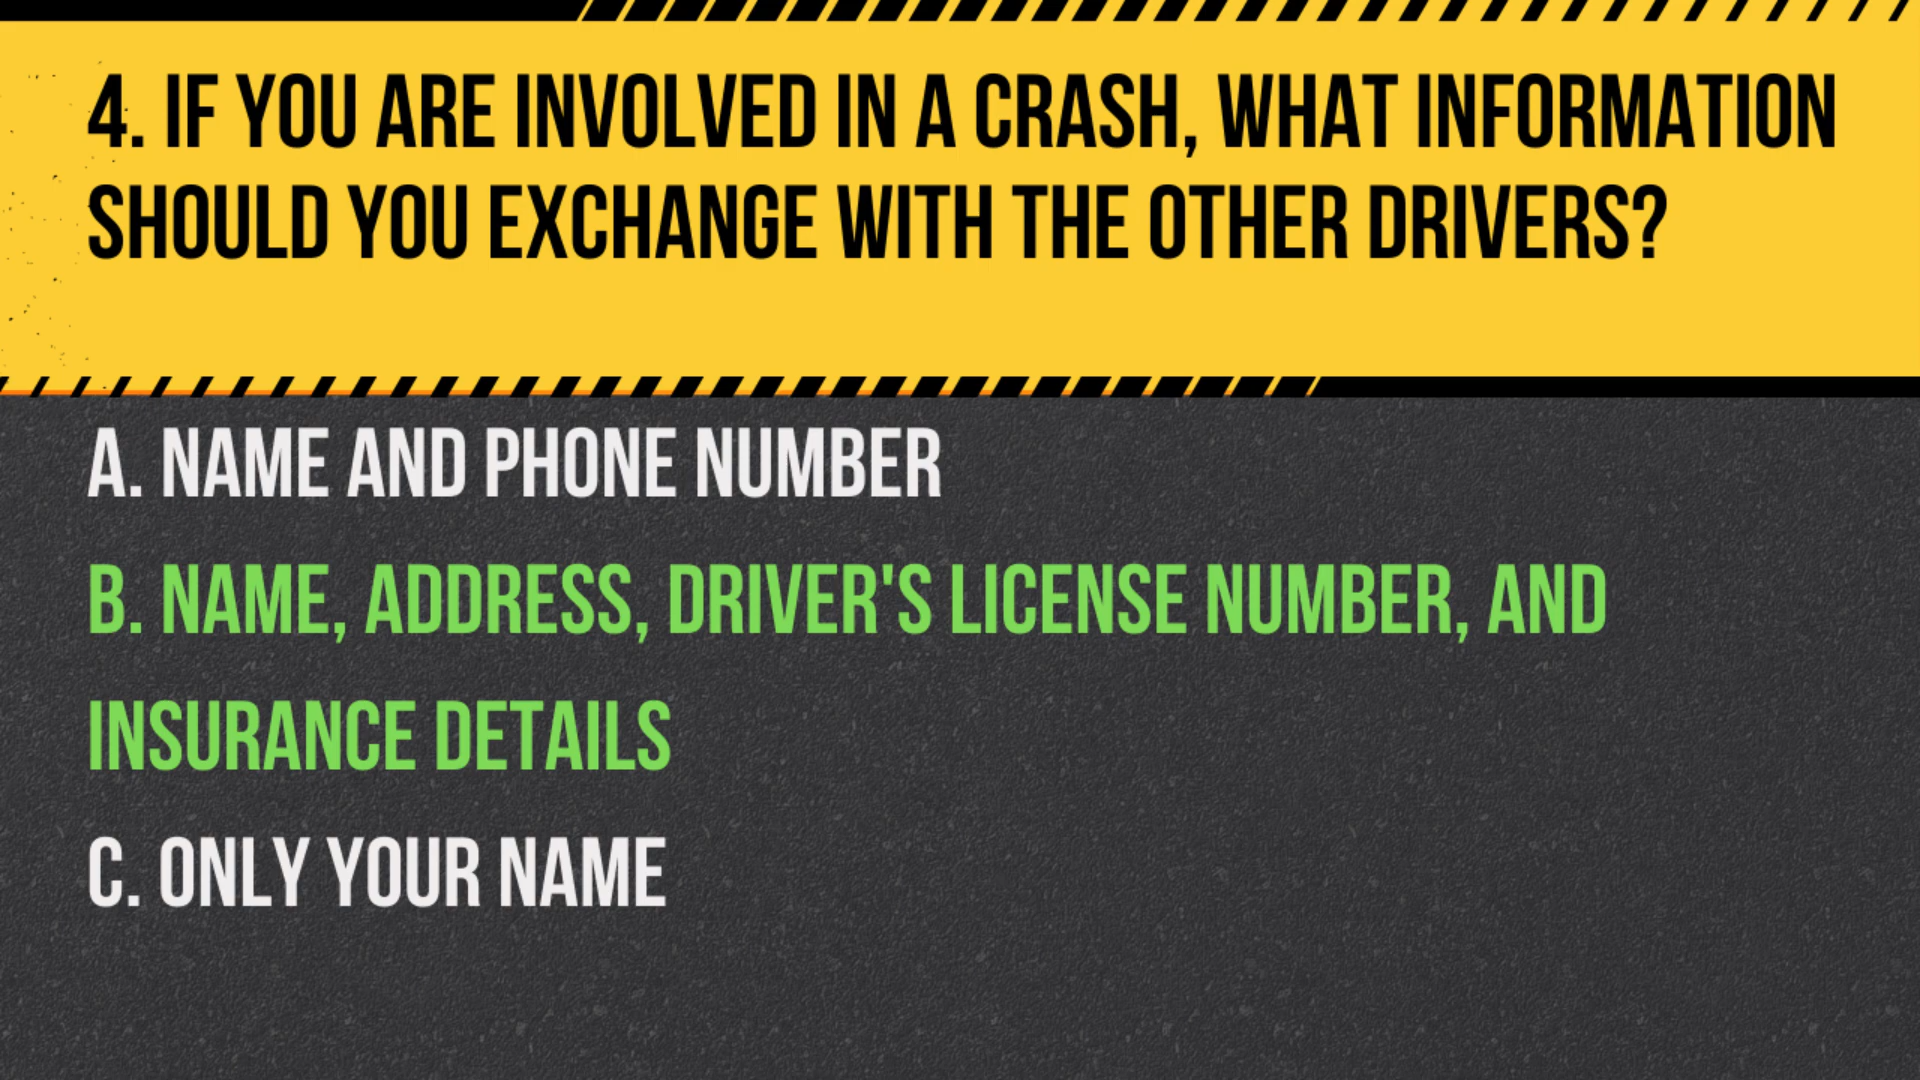 4. IF YOU ARE INVOLVED IN A CRASH, WHAT INFORMATION
SHOULD YOU EXCHANGE WITH THE OTHER DRIVERS?
A. NAME AND PHONE NUMBER
B. NAME, ADDRESS, DRIVER'S LICENSE NUMBER, AND
INSURANCE DETAILS
C. ONLY YOUR NAME